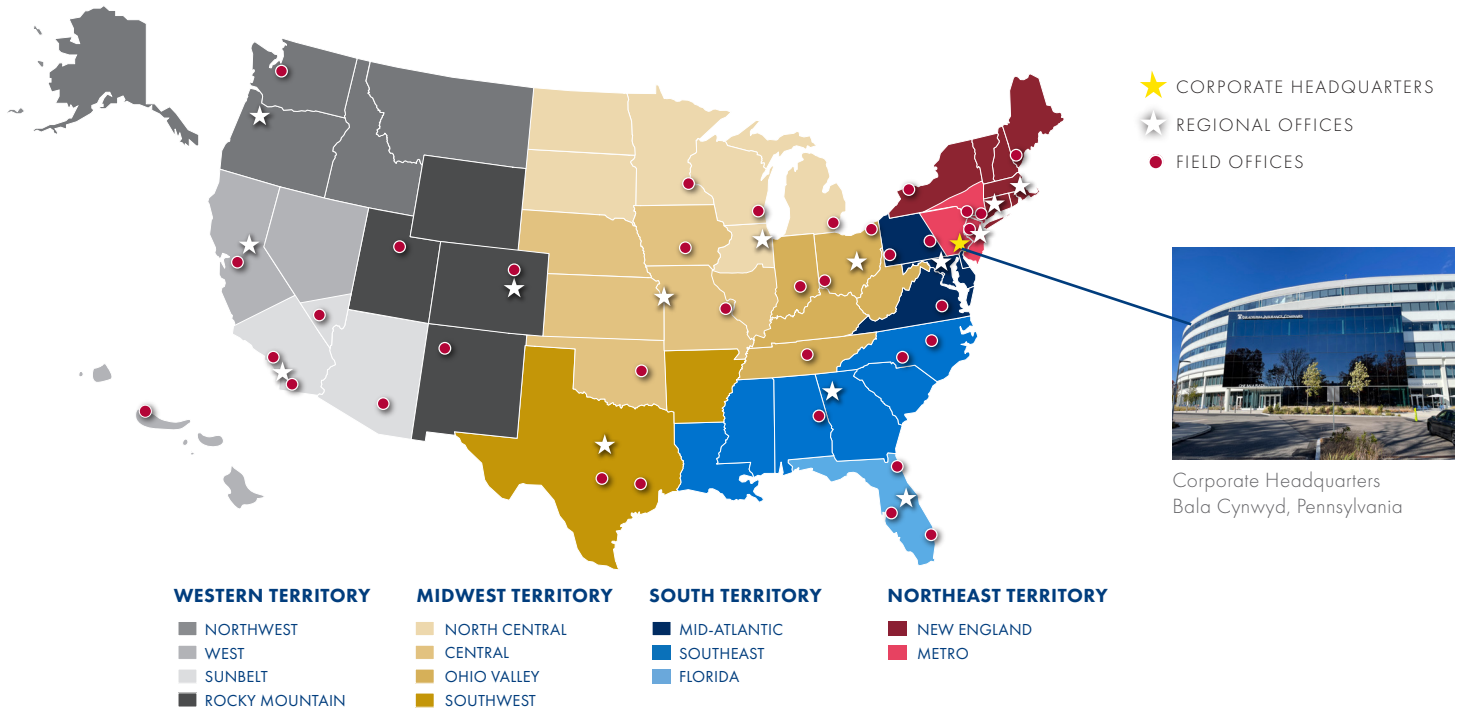 CORPORATE HEADQUARTERS
REGIONAL OFFICES
FIELD OFFICES
Corporate Headquarters
Bala Cynwyd, Pennsylvania
WESTERN TERRITORY
NORTHWEST
WEST
SUNBELT
ROCKY MOUNTAIN
MIDWEST TERRITORY
NORTH CENTRAL
CENTRAL
OHIO VALLEY
SOUTHWEST
SOUTH TERRITORY
MID-ATLANTIC
SOUTHEAST
FLORIDA
NORTHEAST TERRITORY
NEW ENGLAND
METRO